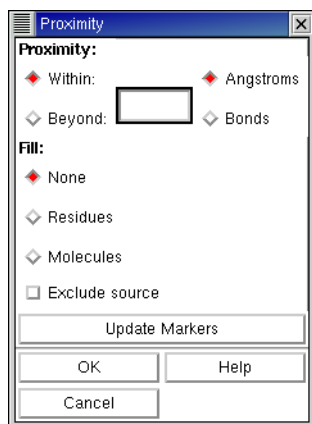 Proximity
Proximity:
Within: Angstroms
Beyond: Bonds
Fill:
None
Residues
Molecules
Exclude source
Update Markers
OK Help
Cancel